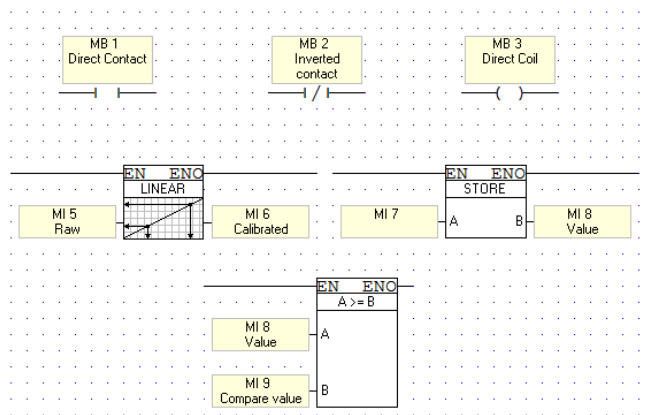 MB 1
Direct Contact
MB 2
Inverted
contact
MB 3
Direct Coil
EN ENO
LINEAR
MI 5
Raw
MI 6
Calibrated
EN ENO
STORE
MI 7
A
B
MI 8
Value
EN ENO
A >= B
MI 8
Value
A
MI 9
Compare value
B